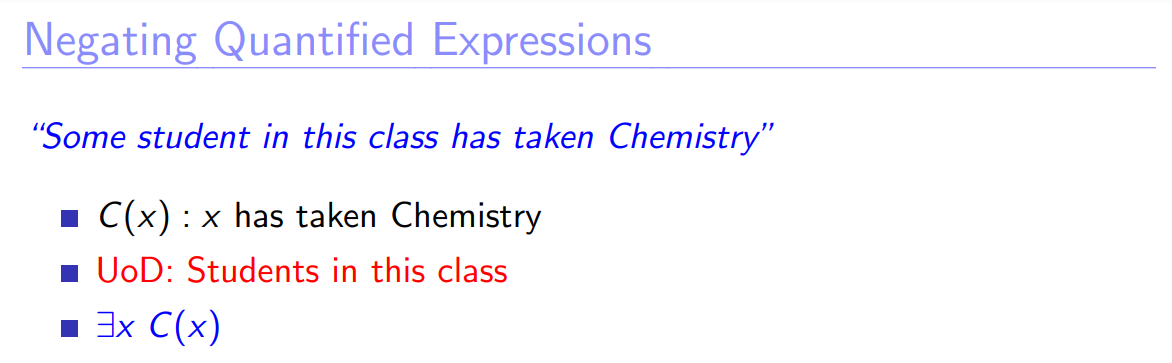 Negating Quantified Expressions
“Some student in this class has taken Chemistry”
C(x) : x has taken Chemistry
UoD: Students in this class
∃x C(x)